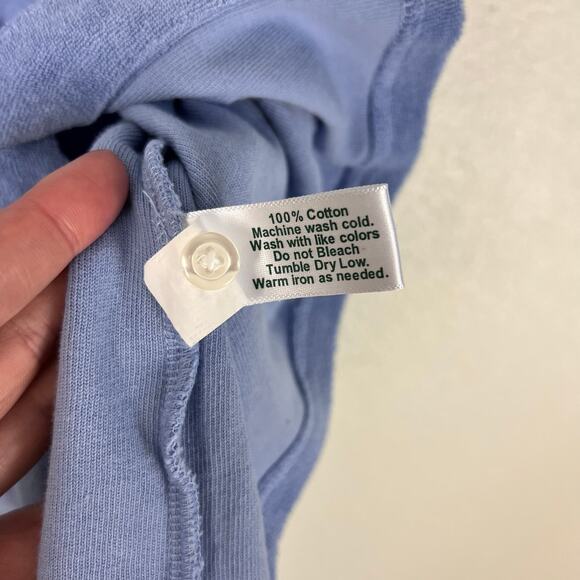 100% Cotton
Machine wash cold.
Wash with like colors
Do not Bleach
Tumble Dry Low.
Warm iron as needed.